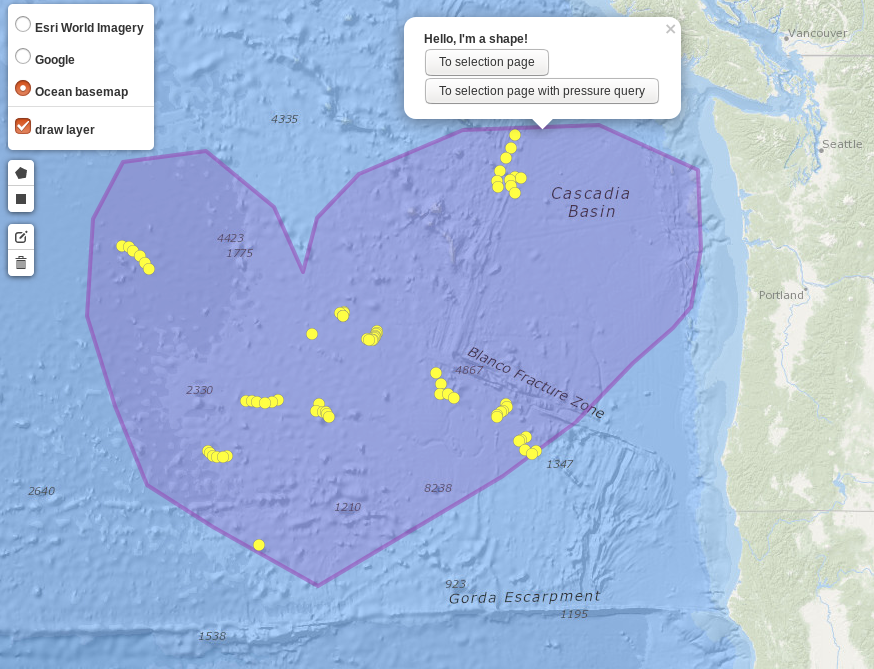 Esri World Imagery
Google
Ocean basemap
draw layer
Hello, I'm a shape!
×
To selection page
To selection page with pressure query
Vancouver
4335
Seattle
Cascadia
Basin
4423
1775
Portland
Blanco Fracture Zone
4867
2330
1347
2640
8238
1210
923
Gorda Escarpment
1195
1538